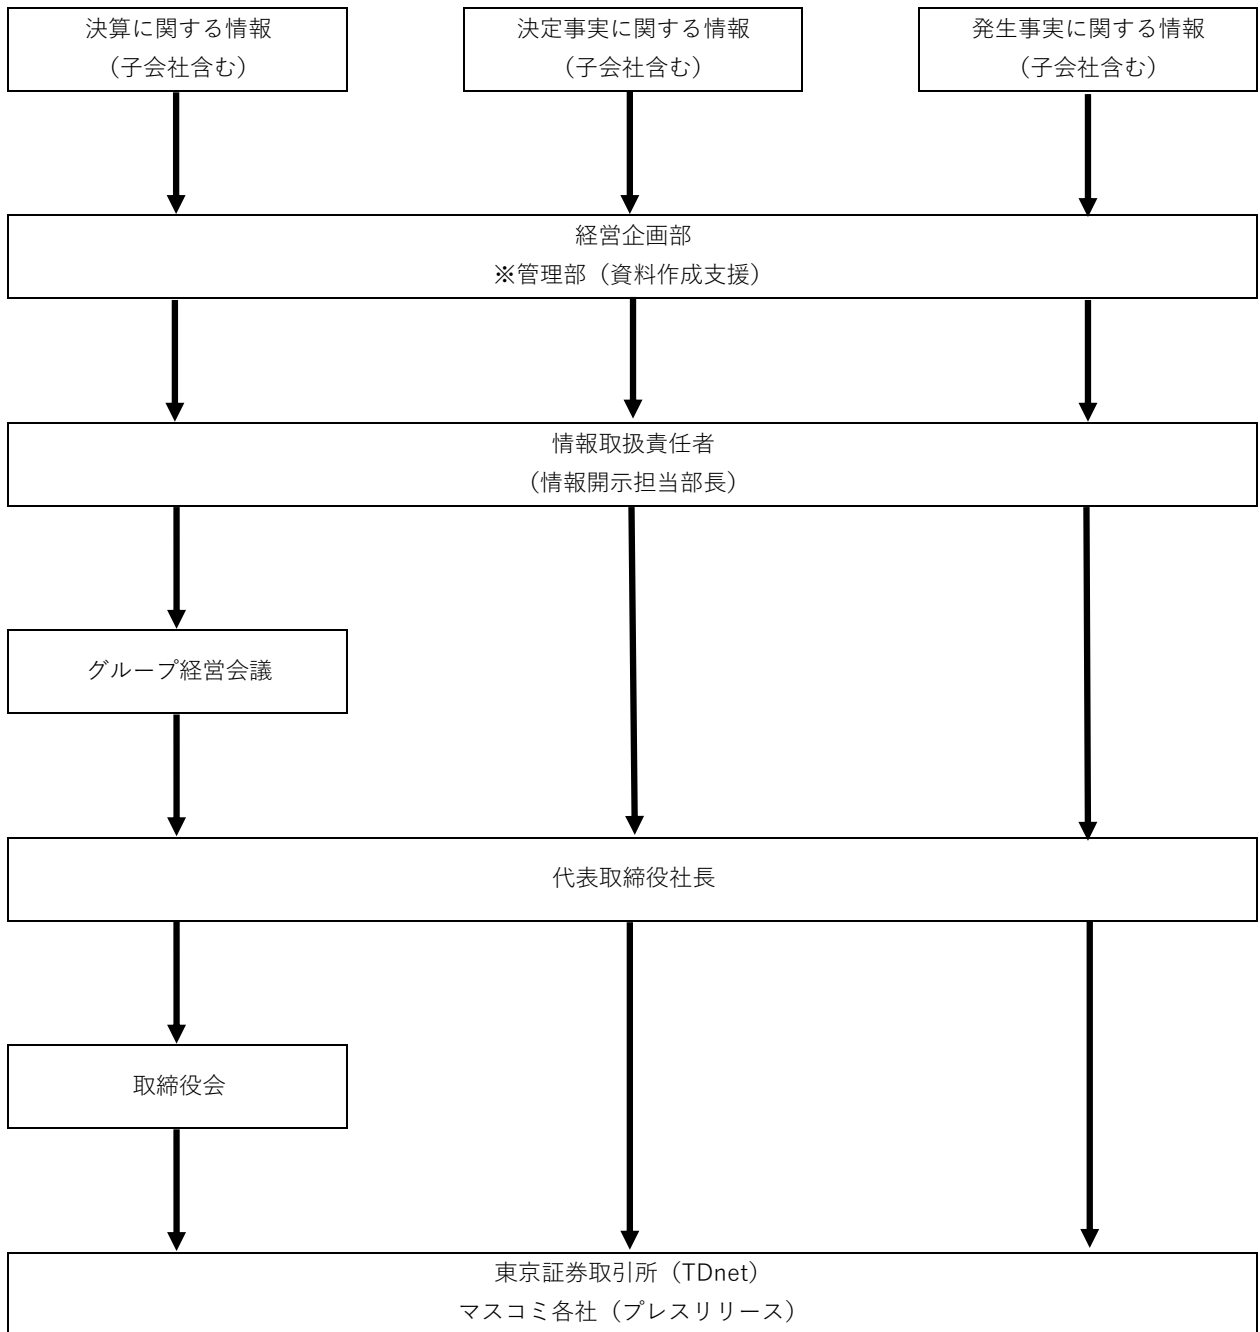 決算に関する情報
（子会社含む）
決定事実に関する情報
（子会社含む）
発生事実に関する情報
（子会社含む）
経営企画部
※管理部（資料作成支援）
情報取扱責任者
（情報開示担当部長）
グループ経営会議
代表取締役社長
取締役会
東京証券取引所（TDnet）
マスコミ各社（プレスリリース）